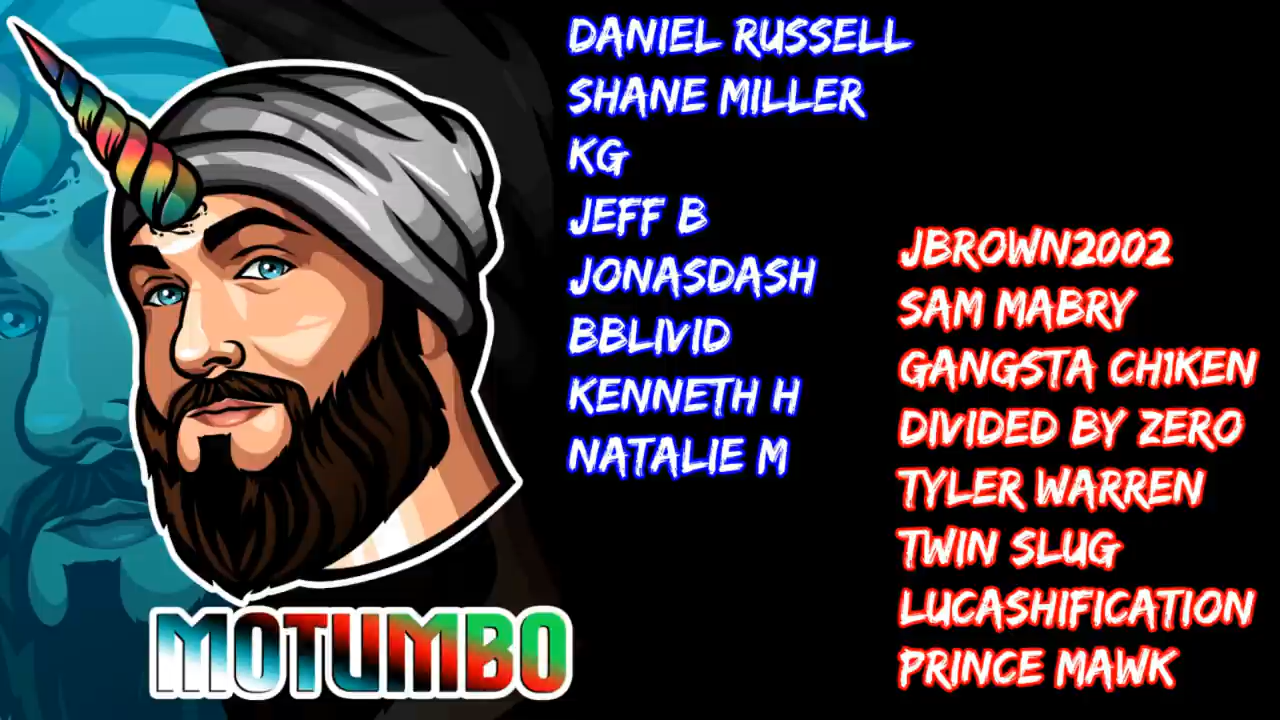 DANIEL RUSSELL
SHANE MILLER
KG
JEFF B
JONASDASH
BBLIVID
KENNETH H
NATALIE M
JBROWN2002
SAM MABRY
GANGSTA CH1KEN
DIVIDED BY ZERO
TYLER WARREN
TWIN SLUG
LUCASHIFICATION
PRINCE MAWK
MOTUMBO